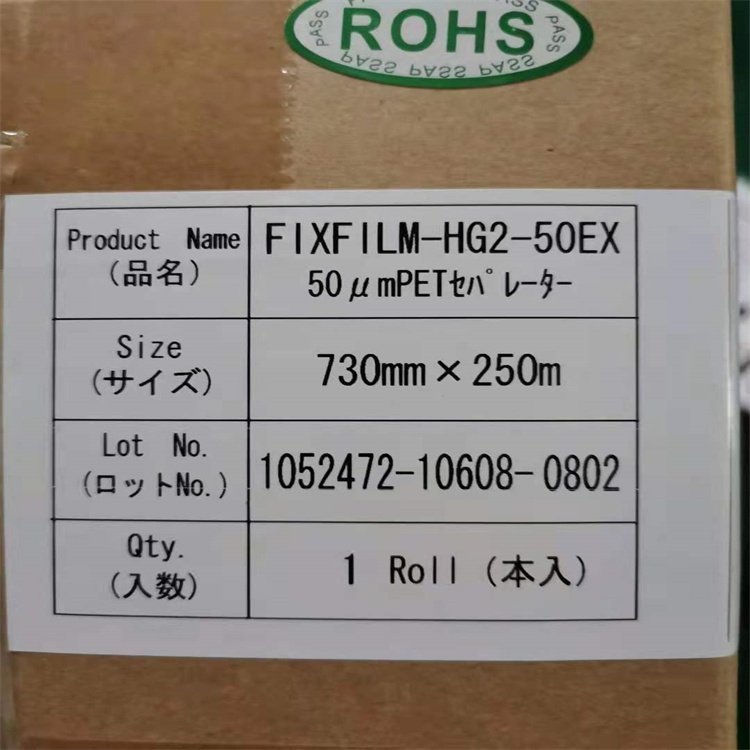 PASS PASS
ROHS
PASS PASS PASS
Product Name
(品名)
FIXFILM-HG2-50EX
50μmPETｾﾊﾟﾚｰﾀｰ
Size
(サイズ)
730mm×250m
Lot No.
(ロットNo.)
1052472-10608-0802
Qty.
(入数)
1 Roll (本入)